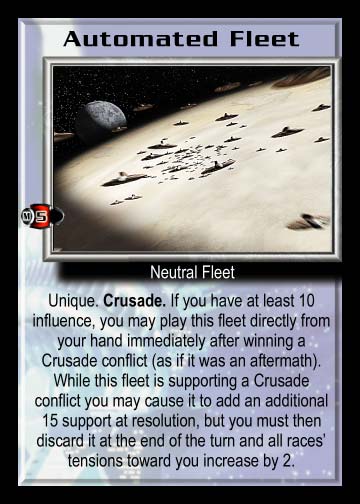 Automated Fleet
M 5
Neutral Fleet
Unique. Crusade. If you have at least 10
influence, you may play this fleet directly from
your hand immediately after winning a
Crusade conflict (as if it was an aftermath).
While this fleet is supporting a Crusade
conflict you may cause it to add an additional
15 support at resolution, but you must then
discard it at the end of the turn and all races'
tensions toward you increase by 2.